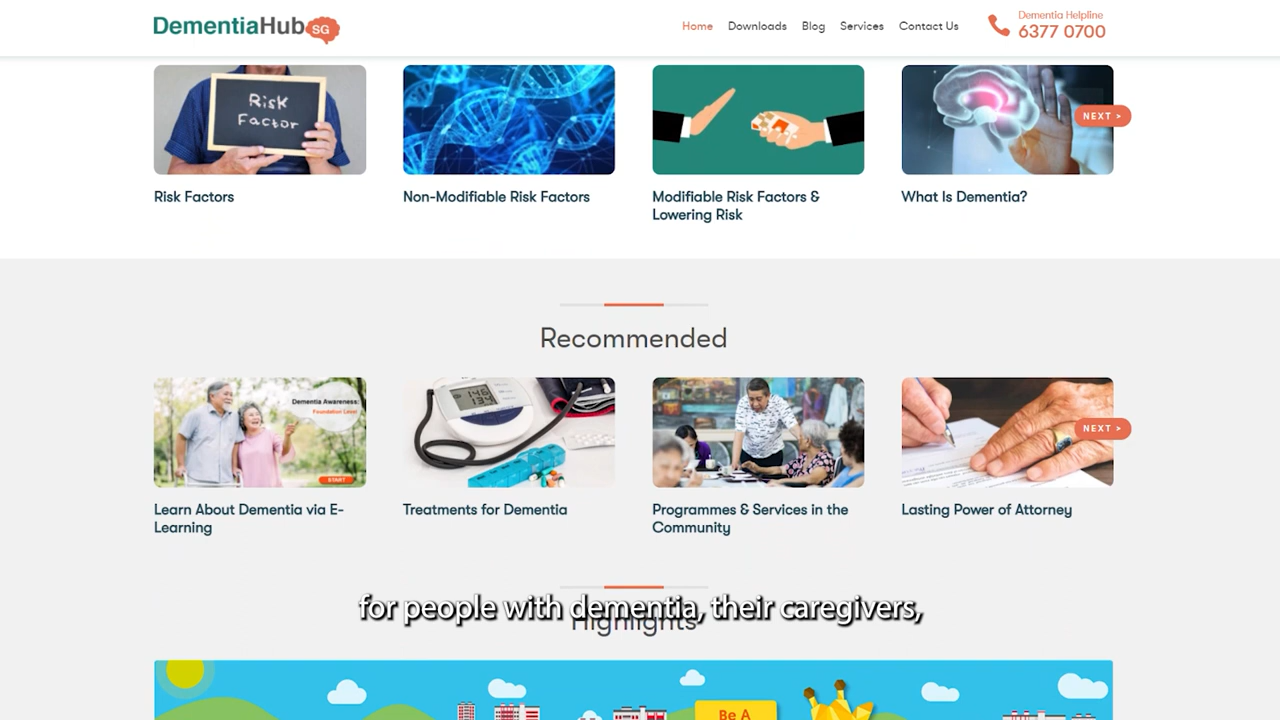 DementiaHub SG
Home Downloads Blog Services Contact Us
Dementia Helpline
6377 0700
Risk
Factor
NEXT >
Risk Factors
Non-Modifiable Risk Factors
Modifiable Risk Factors &
Lowering Risk
What Is Dementia?
Recommended
Dementia Awareness:
Foundation Level
START
146
134
NEXT >
Learn About Dementia via E-
Learning
Treatments for Dementia
Programmes & Services in the
Community
Lasting Power of Attorney
for people with dementia, their caregivers,
Highlights
Be A